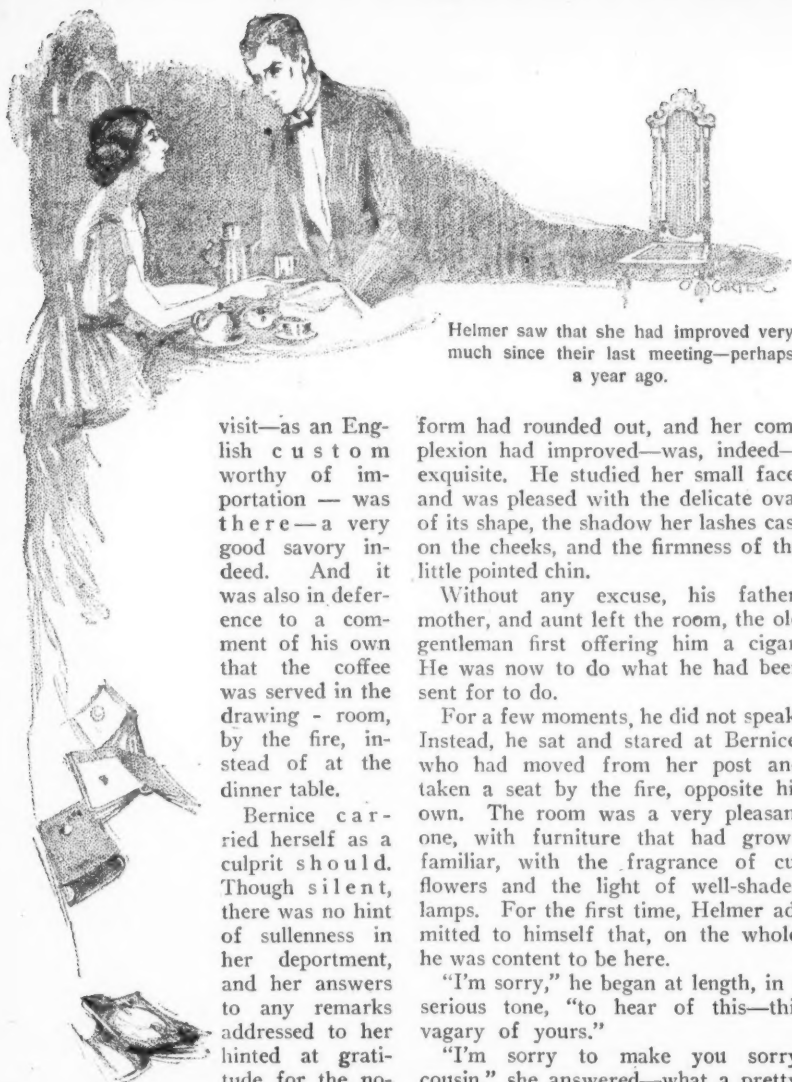 Helmer saw that she had improved very
much since their last meeting—perhaps
a year ago.
visit—as an Eng-
lish custom
worthy of im-
portation — was
there—a very
good savory in-
deed. And it
was also in defer-
ence to a com-
ment of his own
that the coffee
was served in the
drawing - room,
by the fire, in-
stead of at the
dinner table.
Bernice car-
ried herself as a
culprit should.
Though silent,
there was no hint
of sullenness in
her deportment,
and her answers
to any remarks
addressed to her
hinted at grati-
tude for the no-
form had rounded out, and her com
plexion had improved—was, indeed—
exquisite. He studied her small face
and was pleased with the delicate ova
of its shape, the shadow her lashes cas
on the cheeks, and the firmness of th
little pointed chin.
Without any excuse, his father
mother, and aunt left the room, the ol
gentleman first offering him a cigar
He was now to do what he had been
sent for to do.
For a few moments, he did not speak
Instead, he sat and stared at Bernice
who had moved from her post an
taken a seat by the fire, opposite hi
own. The room was a very pleasan
one, with furniture that had grow
familiar, with the fragrance of cu
flowers and the light of well-shade
lamps. For the first time, Helmer ad
mitted to himself that, on the whole
he was content to be here.
"I'm sorry," he began at length, in
serious tone, "to hear of this—thi
vagary of yours."
"I'm sorry to make you sorry
cousin," she answered—what a pretty